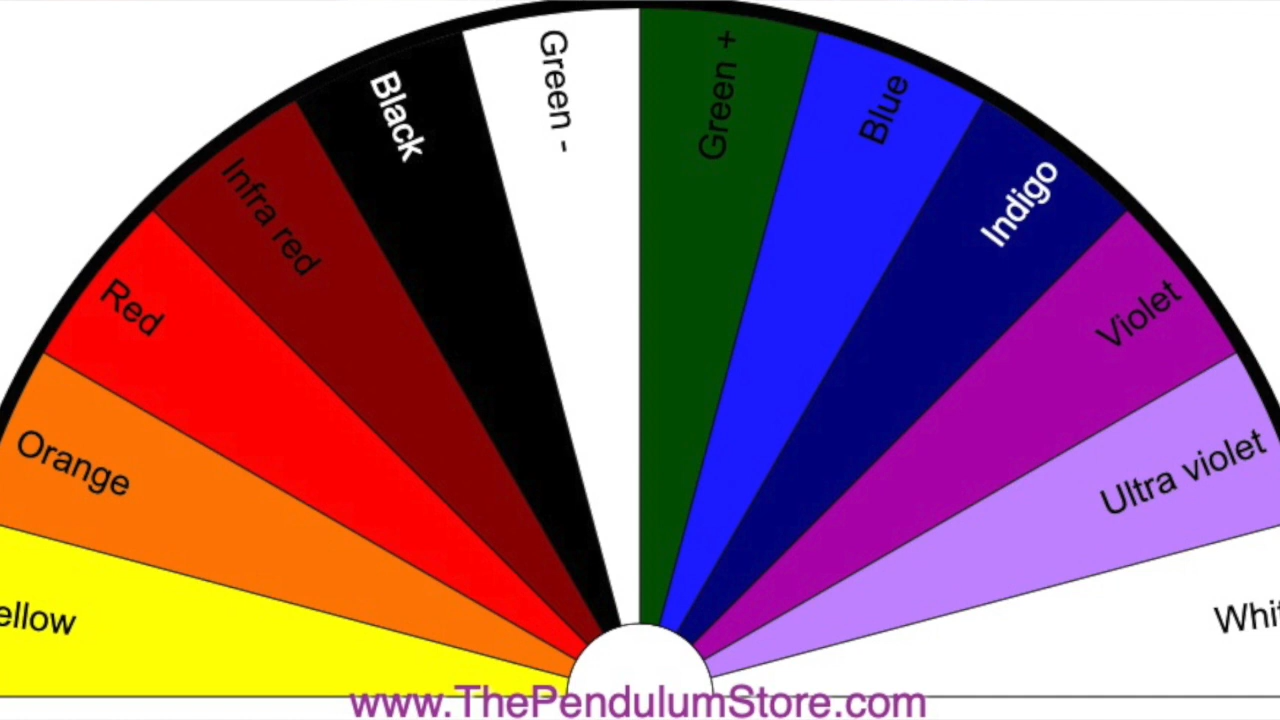 ellow
Orange
Red
Infra red
Black
Green -
Green +
Blue
Indigo
Violet
Ultra violet
Whit
www.ThePendulumStore.com